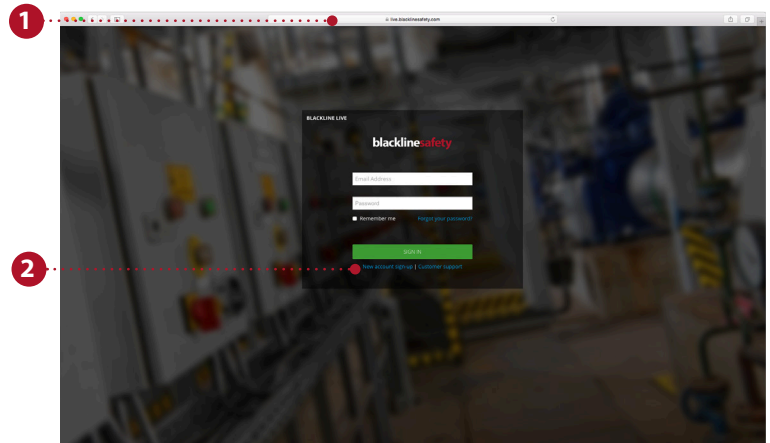 1
live.blacklinesafety.com
BLACKLINE LIVE
blacklinesafety
Email Address
Password
Remember me Forgot your password?
SIGN IN
2
New account sign up | Customer support